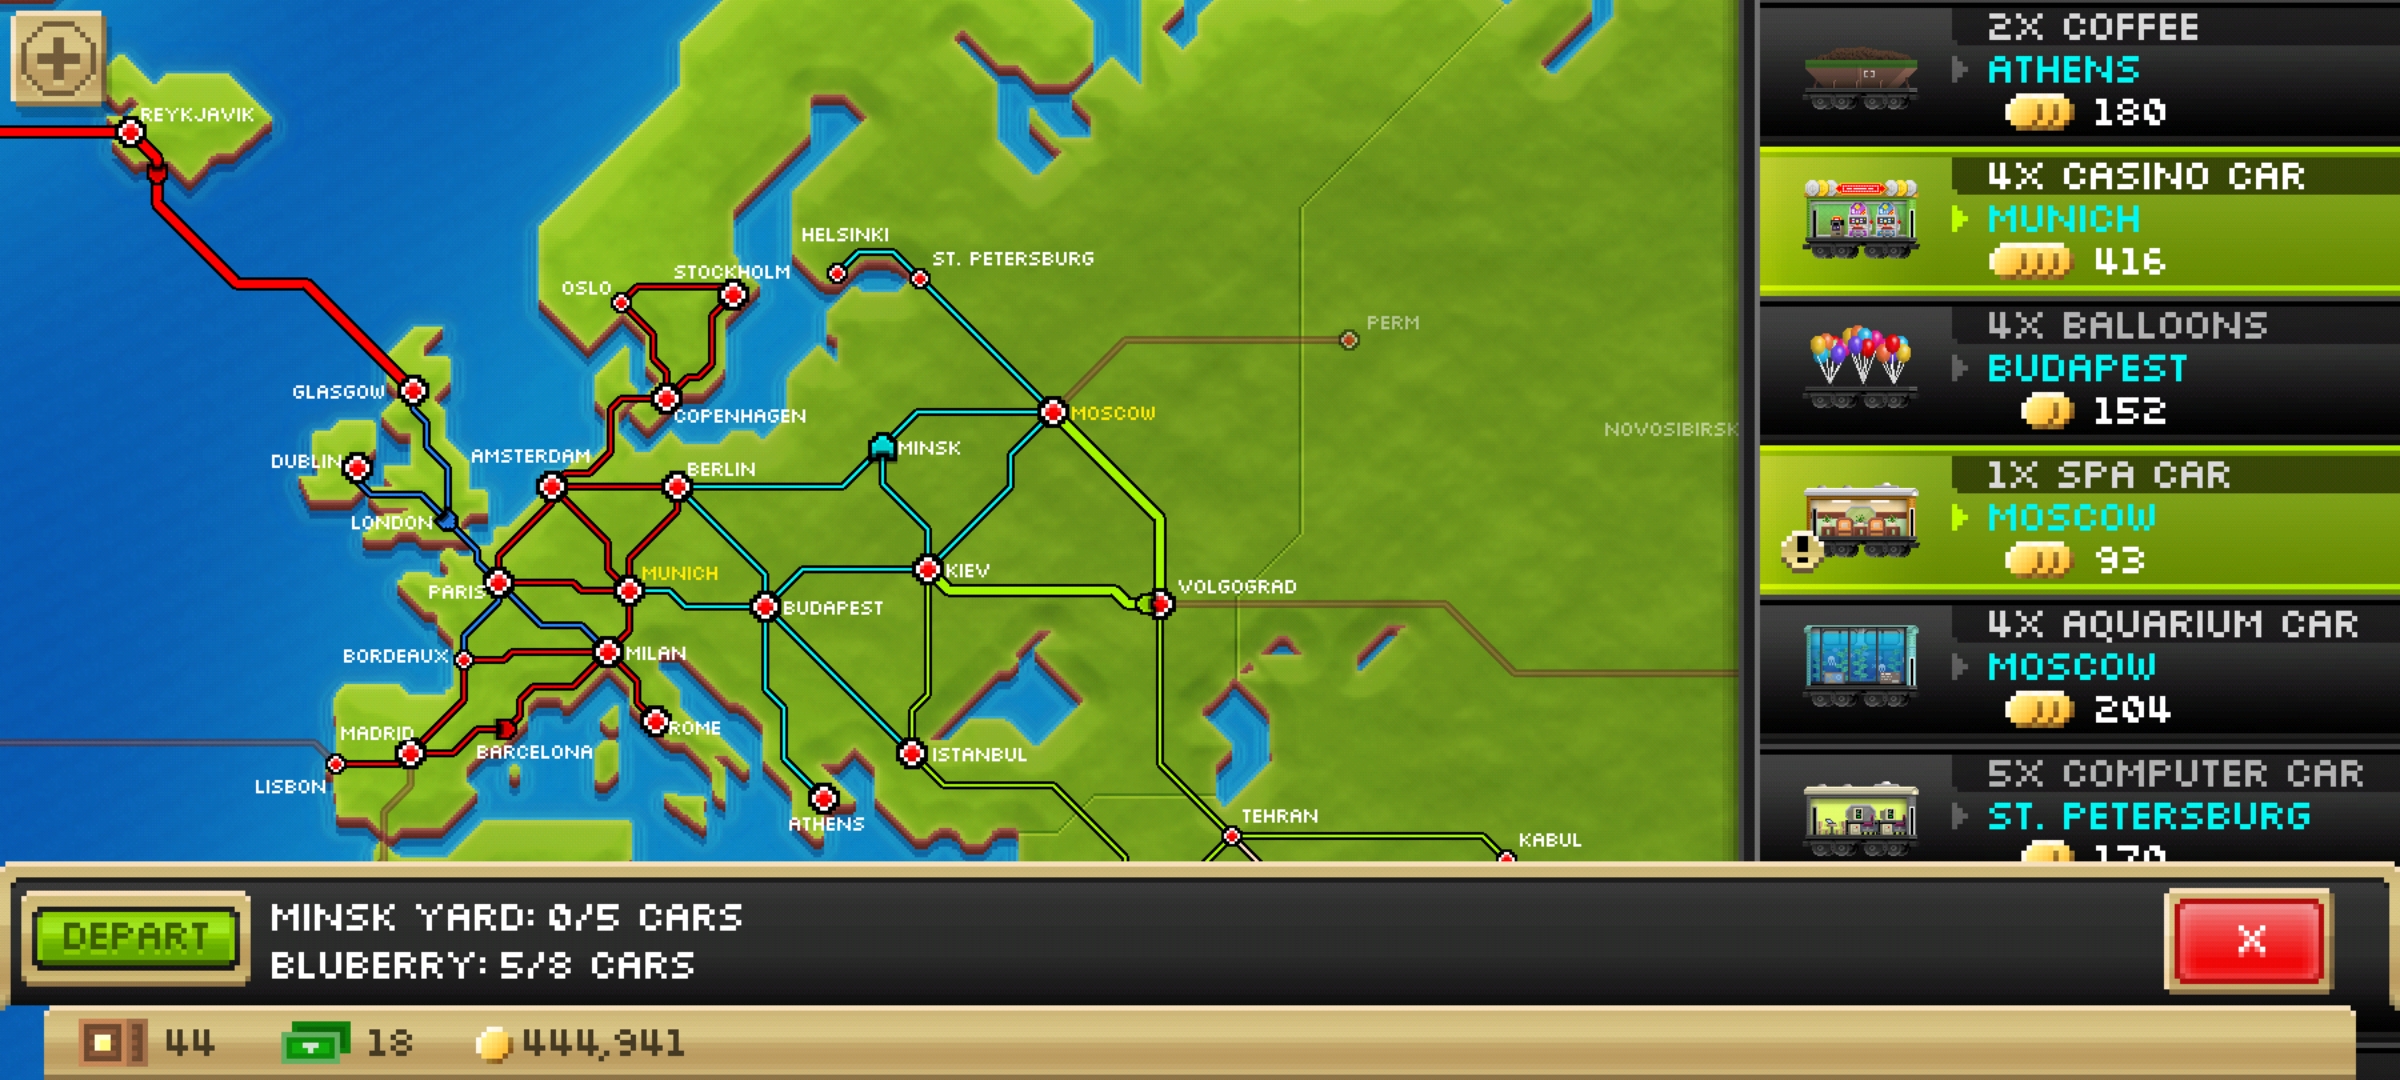 REYKJAVIK
HELSINKI
ST. PETERSBURG
STOCKHOLM
OSLO
PERM
GLASGOW
COPENHAGEN
MOSCOW
NOVOSIBIRSK
AMSTERDAM
MINSK
DUBLIN
BERLIN
LONDON
MUNICH
KIEV
PARIS
VOLGOGRAD
BUDAPEST
BORDEAUX
MILAN
MADRID
ROME
BARCELONA
ISTANBUL
LISBON
ATHENS
TEHRAN
KABUL
2X COFFEE
ATHENS
180
4X CASINO CAR
MUNICH
416
4X BALLOONS
BUDAPEST
152
1X SPA CAR
MOSCOW
93
4X AQUARIUM CAR
MOSCOW
204
5X COMPUTER CAR
ST. PETERSBURG
170
DEPART
MINSK YARD: 0/5 CARS
BLUBERRY: 5/8 CARS
X
44
18
444,941